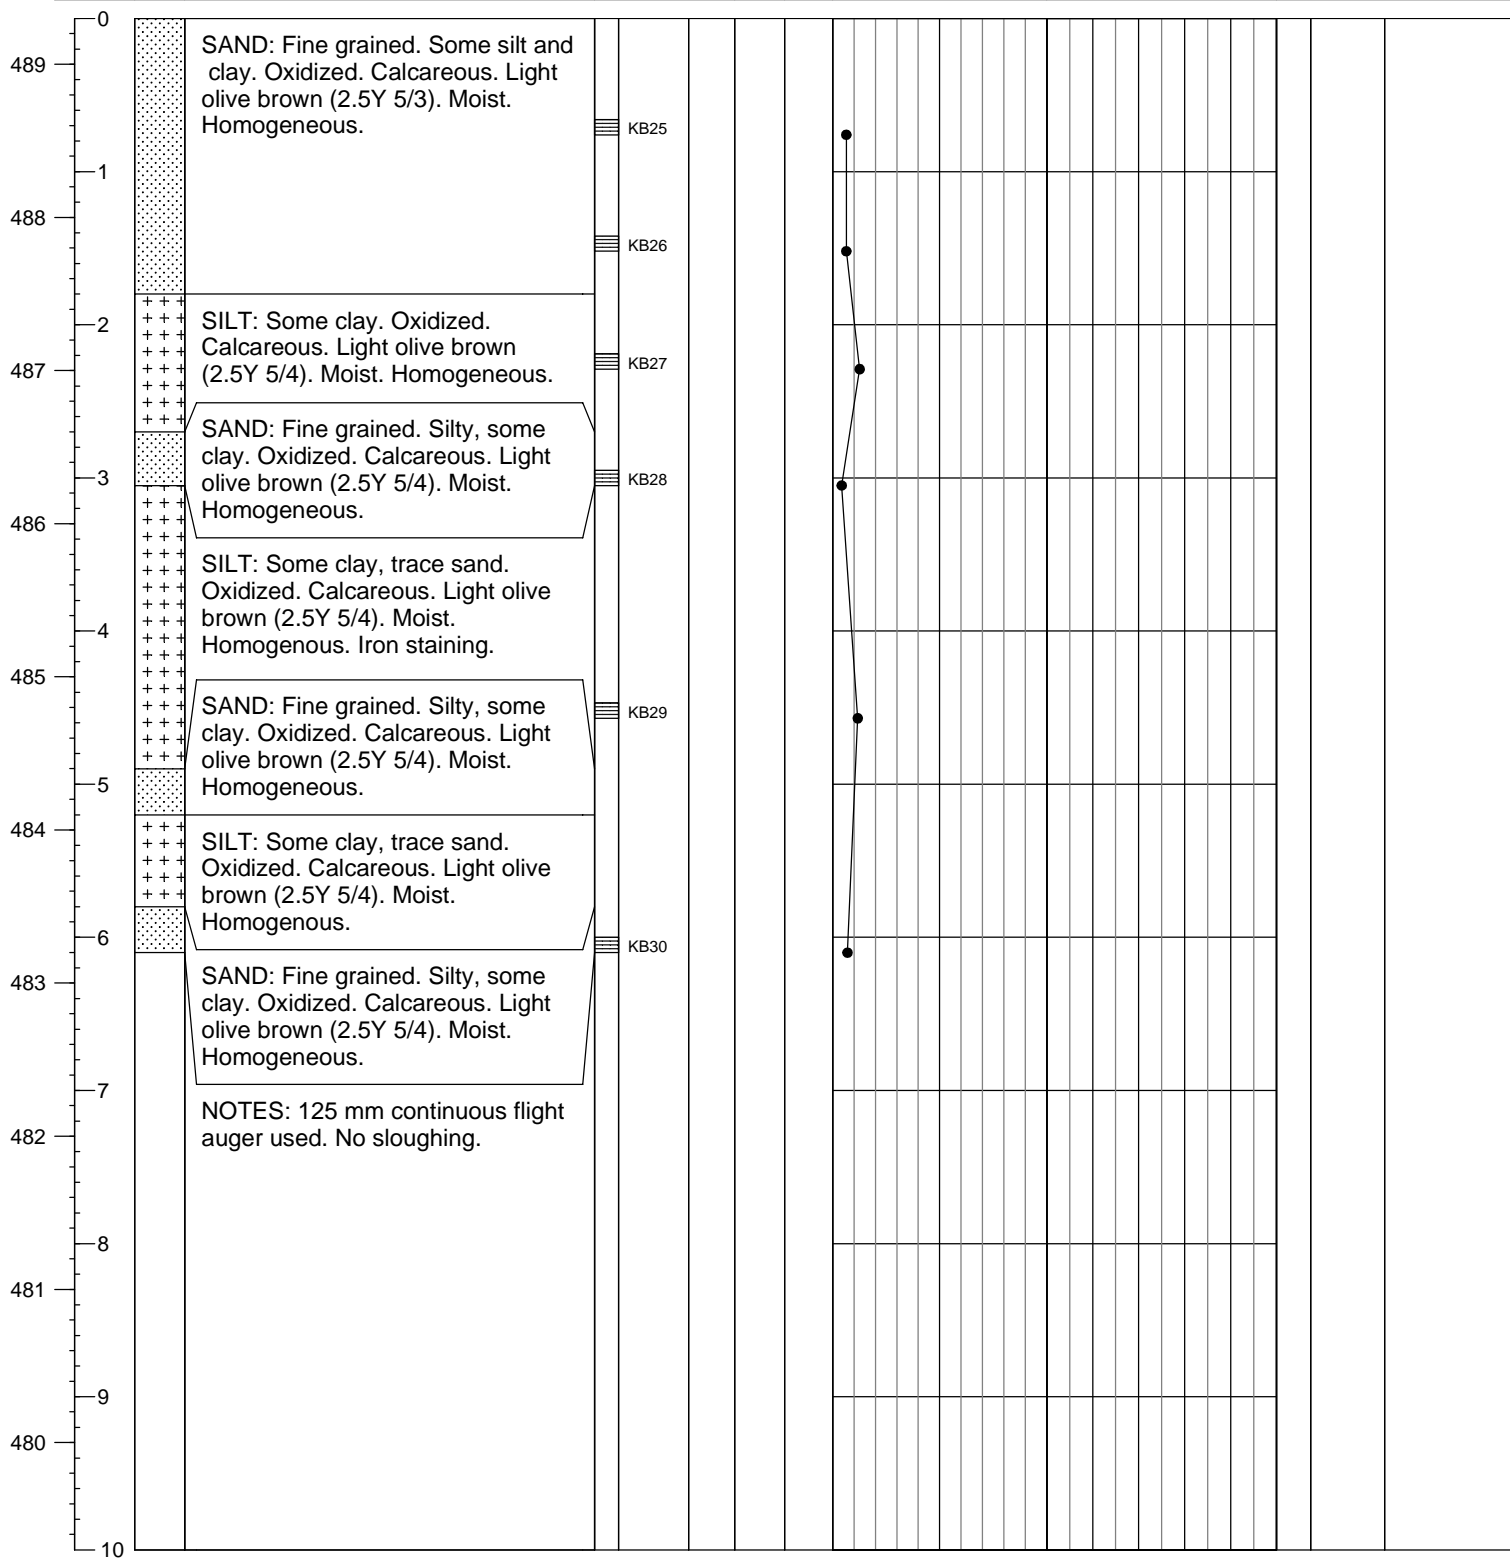 0
SAND: Fine grained. Some silt and
clay. Oxidized. Calcareous. Light
olive brown (2.5Y 5/3). Moist.
Homogeneous.
489
KB25
1
488
KB26
SILT: Some clay. Oxidized.
Calcareous. Light olive brown
(2.5Y 5/4). Moist. Homogeneous.
2
487
KB27
SAND: Fine grained. Silty, some
clay. Oxidized. Calcareous. Light
olive brown (2.5Y 5/4). Moist.
Homogeneous.
3
KB28
486
SILT: Some clay, trace sand.
Oxidized. Calcareous. Light olive
brown (2.5Y 5/4). Moist.
Homogenous. Iron staining.
4
485
SAND: Fine grained. Silty, some
clay. Oxidized. Calcareous. Light
olive brown (2.5Y 5/4). Moist.
Homogeneous.
KB29
5
484
SILT: Some clay, trace sand.
Oxidized. Calcareous. Light olive
brown (2.5Y 5/4). Moist.
Homogenous.
6
KB30
483
SAND: Fine grained. Silty, some
clay. Oxidized. Calcareous. Light
olive brown (2.5Y 5/4). Moist.
Homogeneous.
7
NOTES: 125 mm continuous flight
auger used. No sloughing.
482
8
481
9
480
10